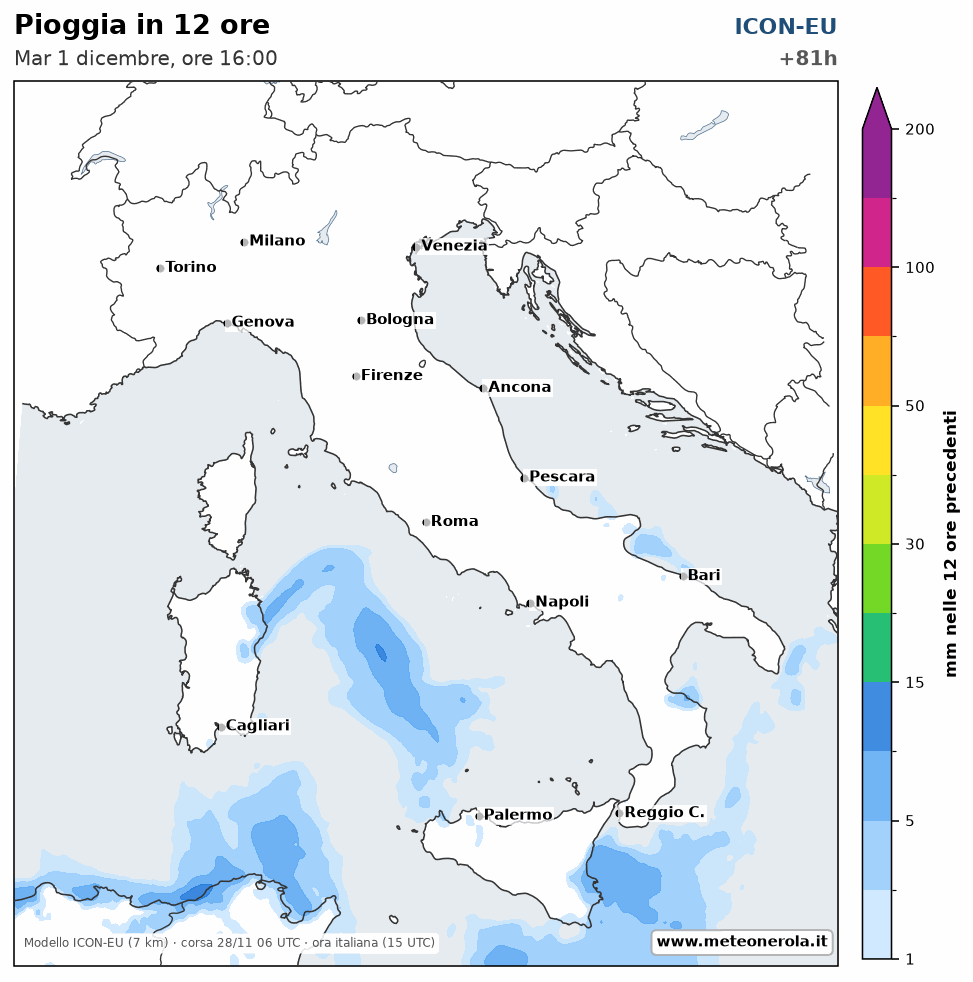 Pioggia in 12 ore
ICON-EU
Mar 1 dicembre, ore 16:00
+81h
200
100
50
30
15
5
1
mm nelle 12 ore precedenti
Milano
Venezia
Torino
Genova
Bologna
Firenze
Ancona
Pescara
Roma
Bari
Napoli
Cagliari
Palermo
Reggio C.
Modello ICON-EU (7 km) · corsa 28/11 06 UTC · ora italiana (15 UTC)
www.meteonerola.it